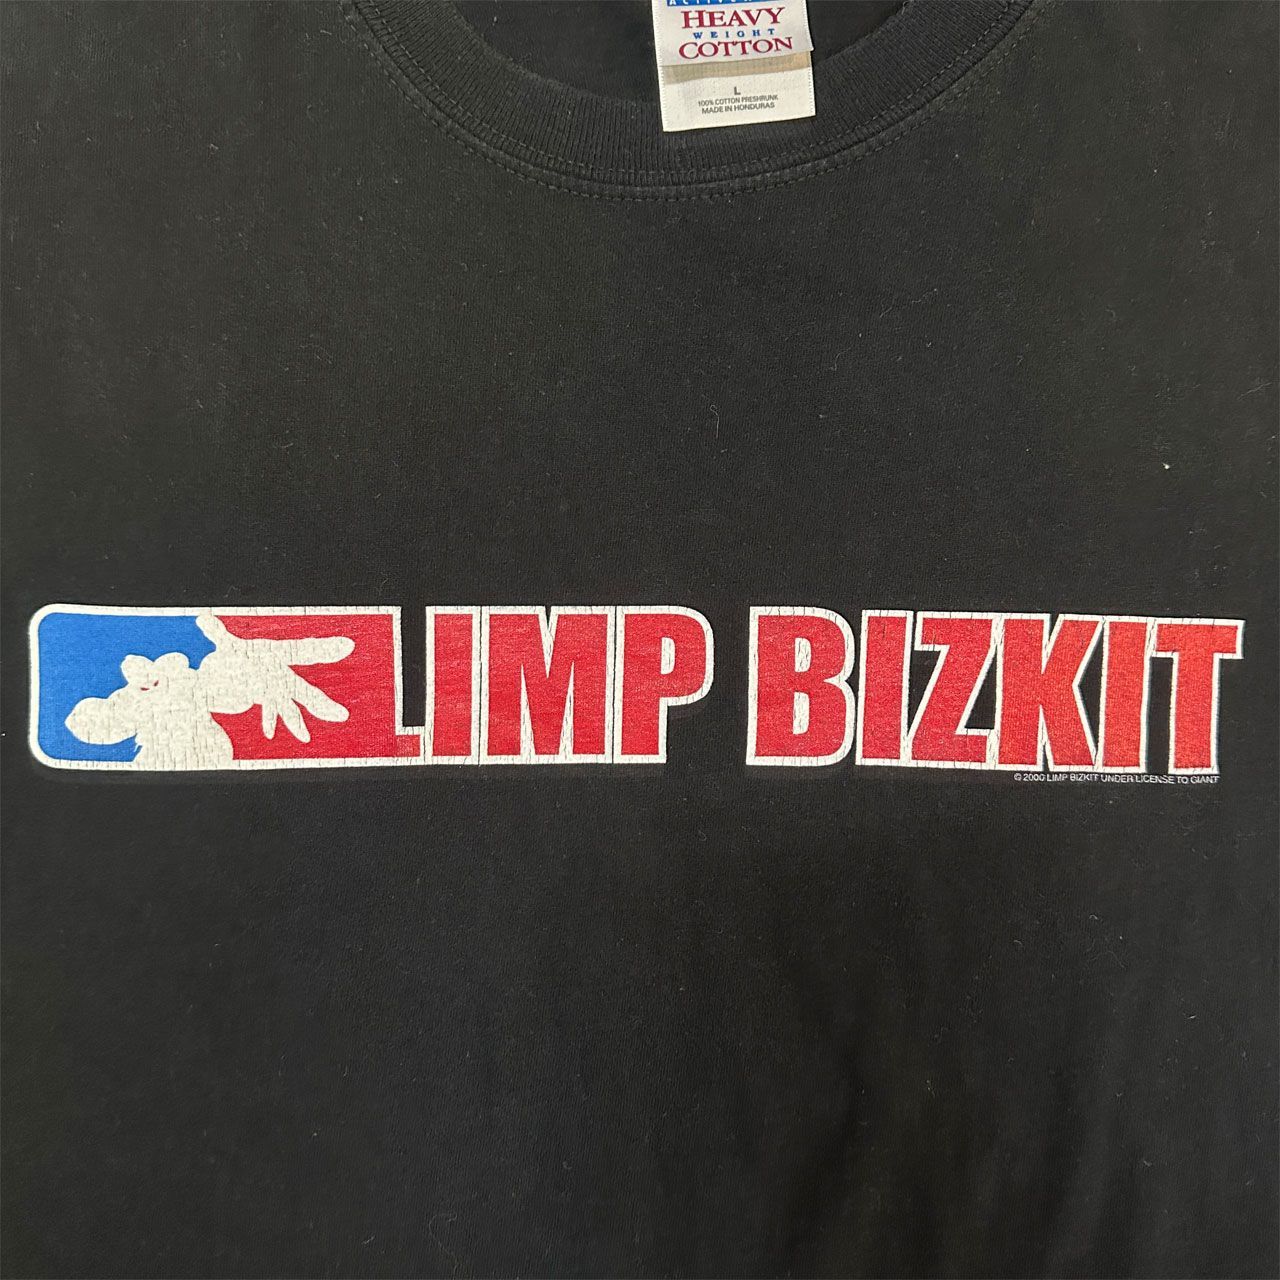 HEAVY
WEIGHT
COTTON
L
100% COTTON PRESHRUNK
MADE IN HONDURAS
LIMP BIZKIT
© 2000 LIMP BIZKIT UNDER LICENSE TO GIANT